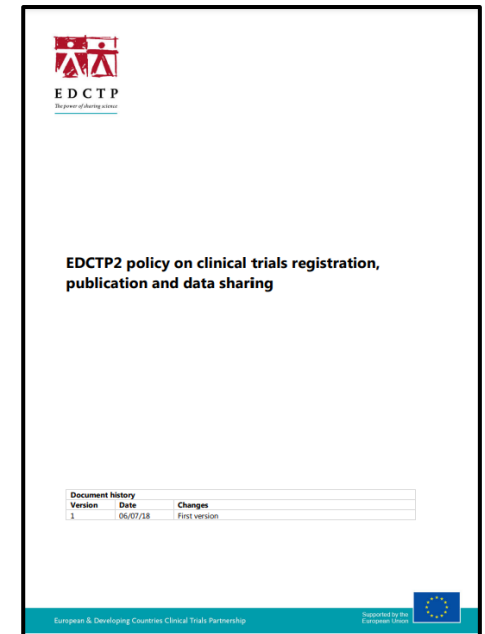 EDCTP
The power of sharing science
EDCTP2 policy on clinical trials registration,
publication and data sharing
Document history
Version Date Changes
1 06/07/18 First version
European & Developing Countries Clinical Trials Partnership
Supported by the
European Union